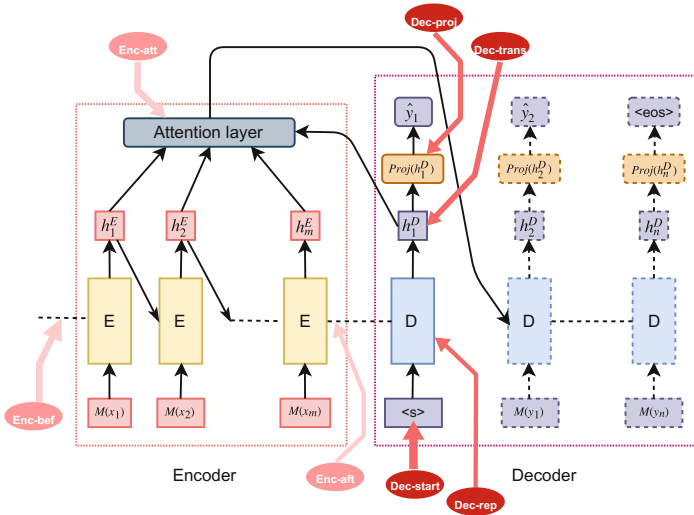 Dec-proj
Dec-trans
Enc-att
Attention layer
ŷ₁
ŷ₂
<eos>
Proj(h₁ᴰ)
Proj(h₂ᴰ)
Proj(hₙᴰ)
h₁ᴱ
h₂ᴱ
hₘᴱ
h₁ᴰ
h₂ᴰ
hₙᴰ
E
E
E
D
D
D
Enc-bef
M(x₁)
M(x₂)
M(xₘ)
<s>
M(y₁)
M(yₙ)
Encoder
Enc-aft
Dec-start
Dec-rep
Decoder